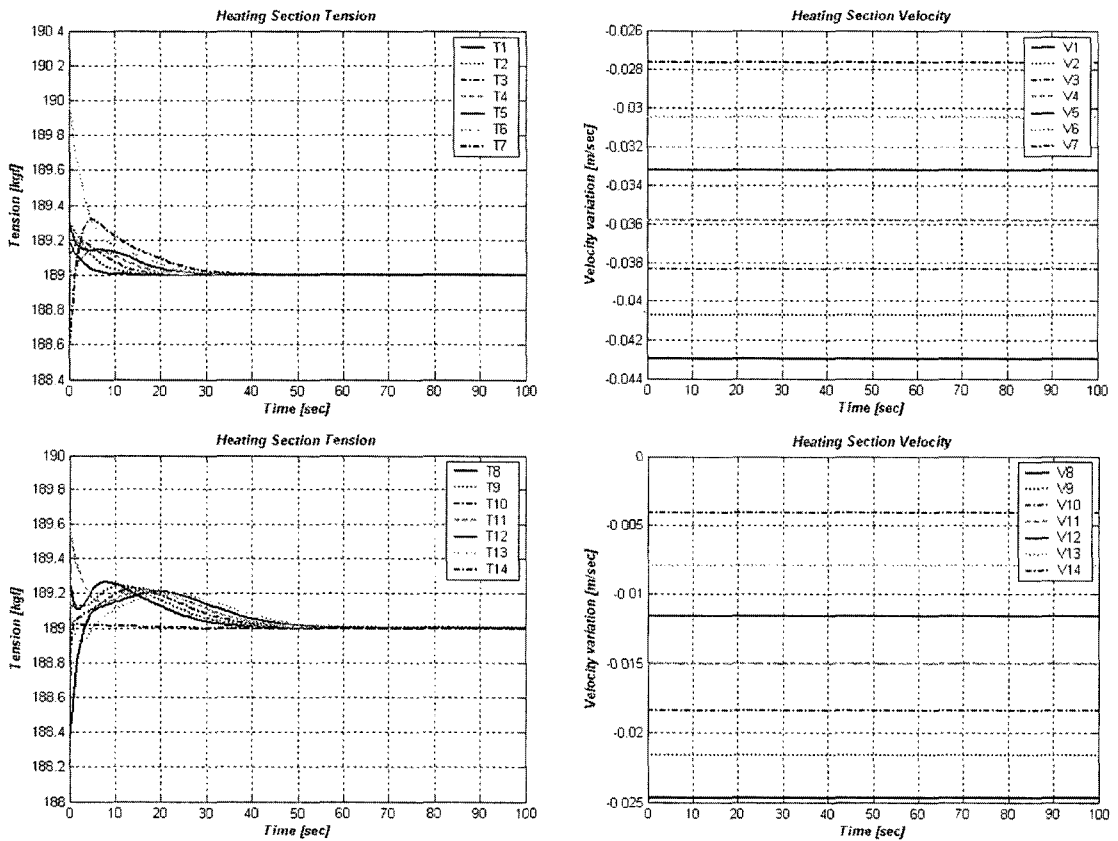 Heating Section Tension
190.4
190.2
190
189.8
189.6
189.4
189.2
189
188.8
188.6
188.4
Tension [kgf]
T1
T2
T3
T4
T5
T6
T7
0 10 20 30 40 50 60 70 80 90 100
Time [sec]
Heating Section Velocity
-0.026
-0.028
-0.03
-0.032
-0.034
-0.036
-0.038
-0.04
-0.042
-0.044
Velocity variation [m/sec]
V1
V2
V3
V4
V5
V6
V7
0 10 20 30 40 50 60 70 80 90 100
Time [sec]
Heating Section Tension
190
189.8
189.6
189.4
189.2
189
188.8
188.6
188.4
188.2
188
Tension [kgf]
T8
T9
T10
T11
T12
T13
T14
0 10 20 30 40 50 60 70 80 90 100
Time [sec]
Heating Section Velocity
0
-0.005
-0.01
-0.015
-0.02
-0.025
Velocity variation [m/sec]
V8
V9
V10
V11
V12
V13
V14
0 10 20 30 40 50 60 70 80 90 100
Time [sec]